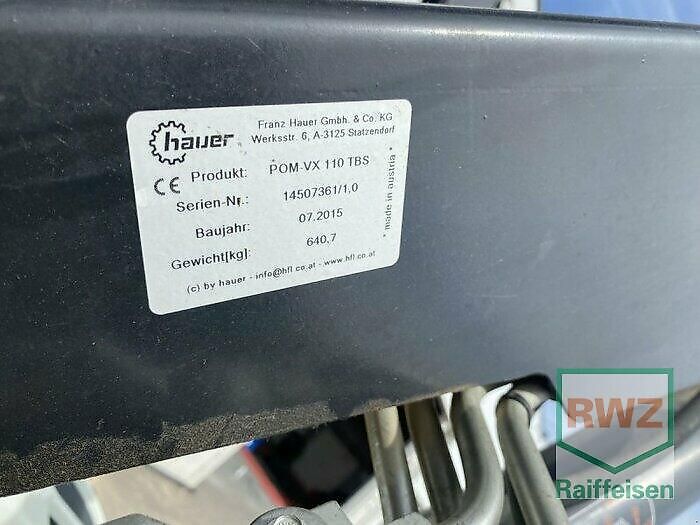 hauer
Franz Hauer Gmbh. & Co. KG
Werksstr. 6, A-3125 Statzendorf
CE
Produkt: POM-VX 110 TBS
Serien-Nr.: 14507361/1,0
Baujahr: 07.2015
Gewicht[kg]: 640,7
* made in austria *
(c) by hauer - info@hfl.co.at - www.hfl.co.at
RWZ
Raiffeisen